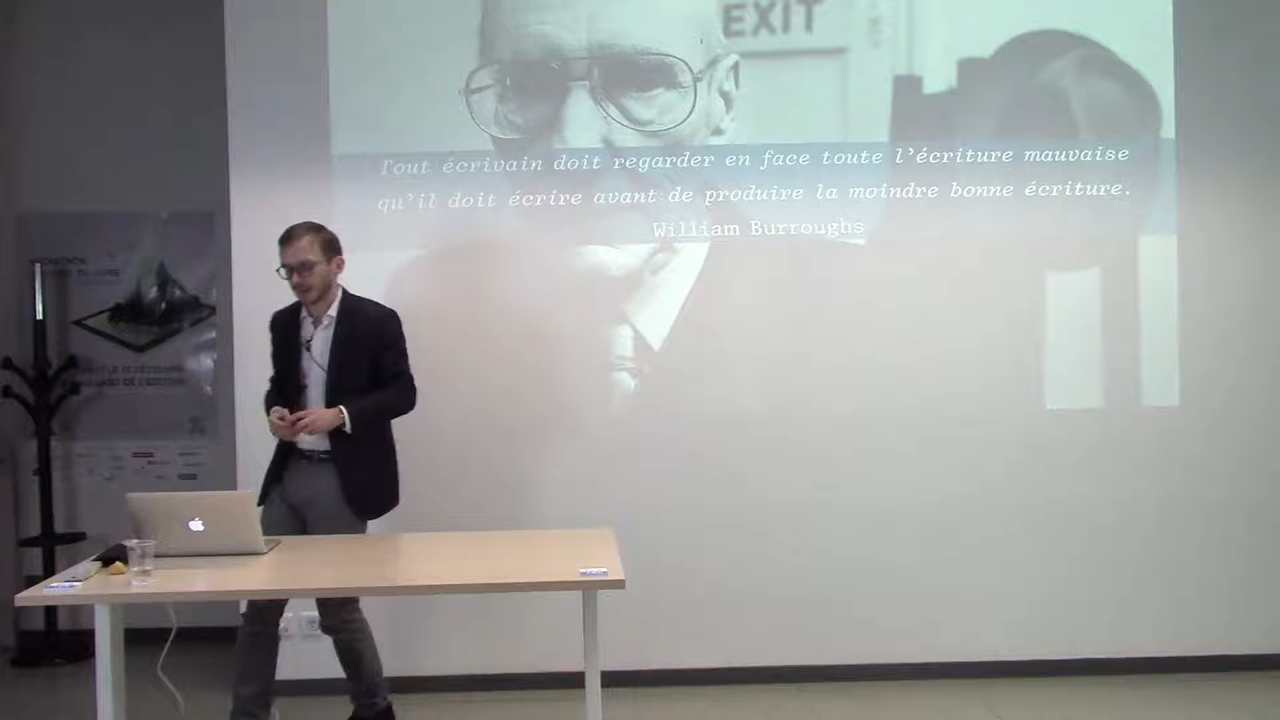 EXIT
Tout écrivain doit regarder en face toute l'écriture mauvaise
qu'il doit écrire avant de produire la moindre bonne écriture.
William Burroughs